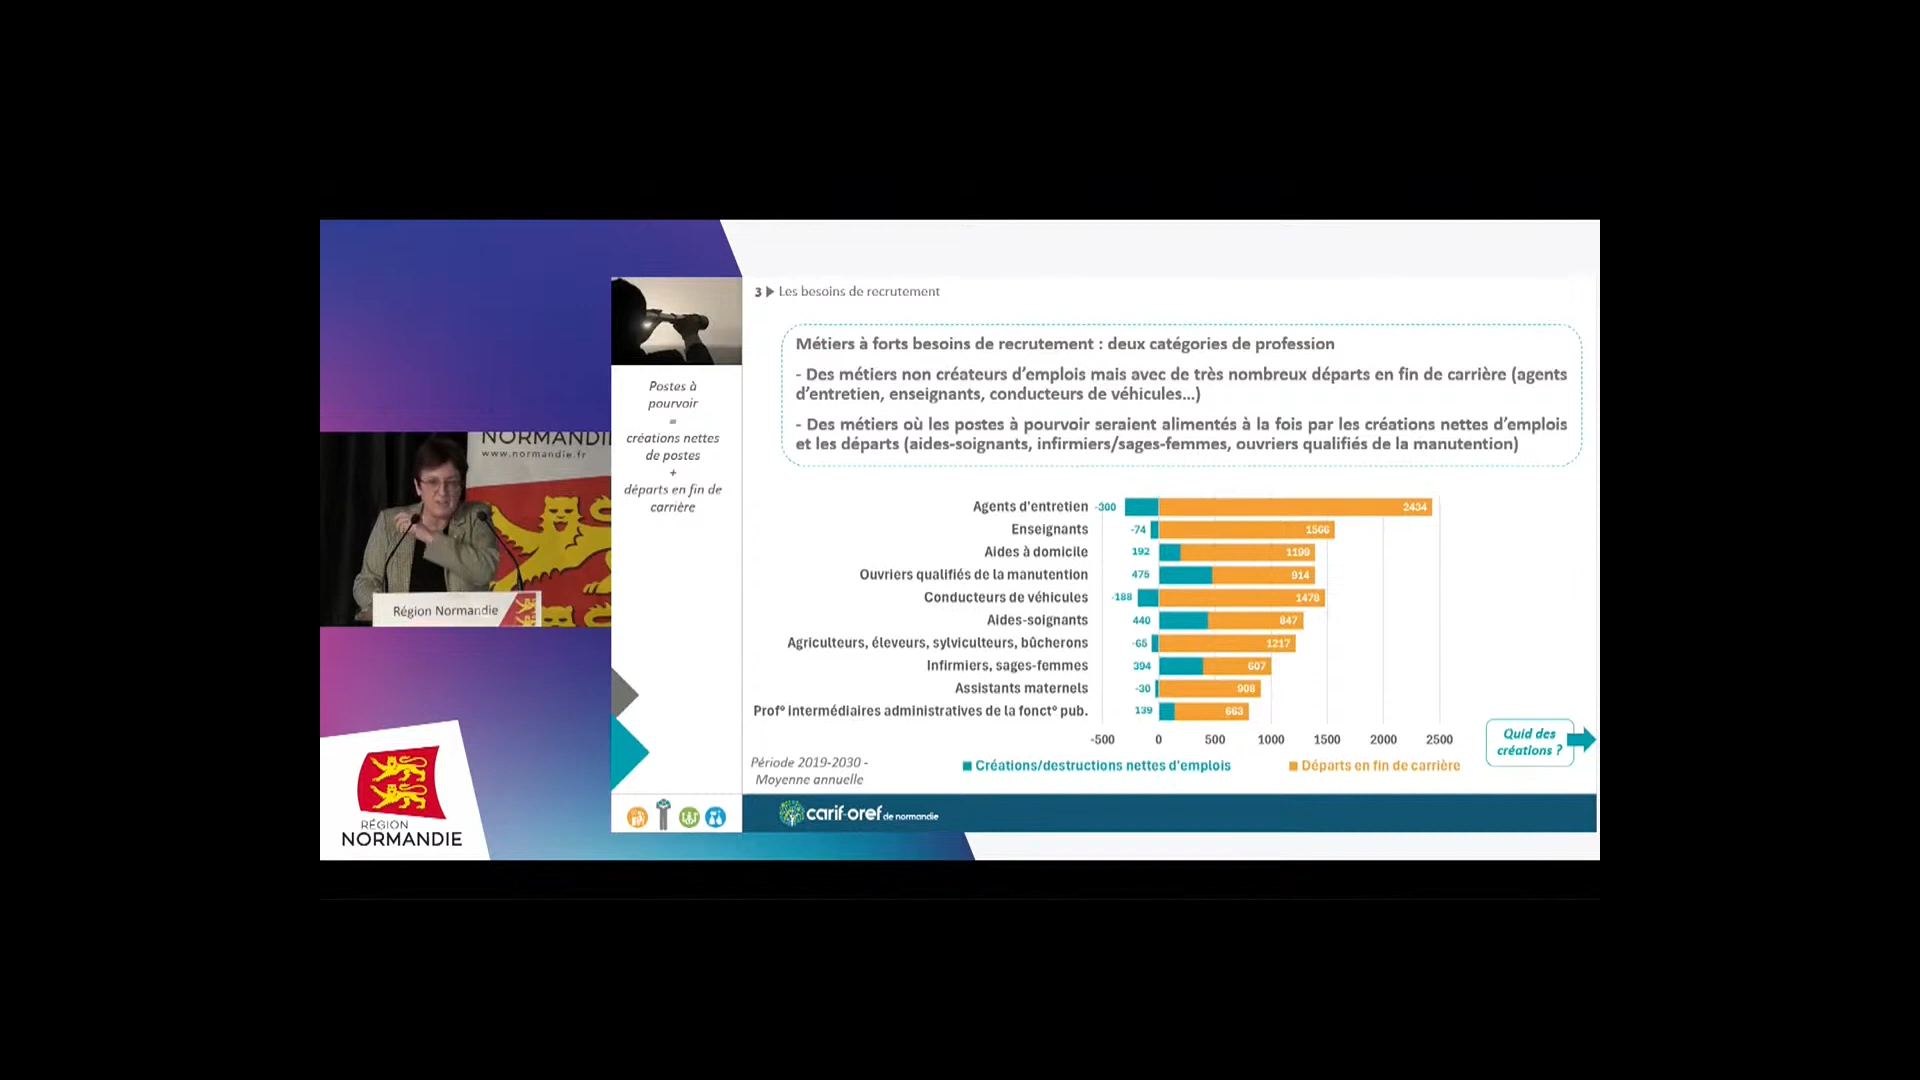 3 ▶ Les besoins de recrutement
Métiers à forts besoins de recrutement : deux catégories de profession
- Des métiers non créateurs d’emplois mais avec de très nombreux départs en fin de carrière (agents
d’entretien, enseignants, conducteurs de véhicules...)
- Des métiers où les postes à pourvoir seraient alimentés à la fois par les créations nettes d’emplois
et les départs (aides-soignants, infirmiers/sages-femmes, ouvriers qualifiés de la manutention)
Postes à
pourvoir
=
créations nettes
de postes
+
départs en fin de
carrière
NORMANDIE
www.normandie.fr
Région Normandie
Agents d'entretien -300 2434
Enseignants -74 1566
Aides à domicile 192 1199
Ouvriers qualifiés de la manutention 475 914
Conducteurs de véhicules -188 1478
Aides-soignants 440 847
Agriculteurs, éleveurs, sylviculteurs, bûcherons -65 1217
Infirmiers, sages-femmes 394 607
Assistants maternels -30 908
Prof° intermédiaires administratives de la fonct° pub. 139 663
-500 0 500 1000 1500 2000 2500
Quid des
créations ?
Période 2019-2030 -
Moyenne annuelle
Créations/destructions nettes d'emplois
Départs en fin de carrière
carif-oref de normandie
RÉGION
NORMANDIE